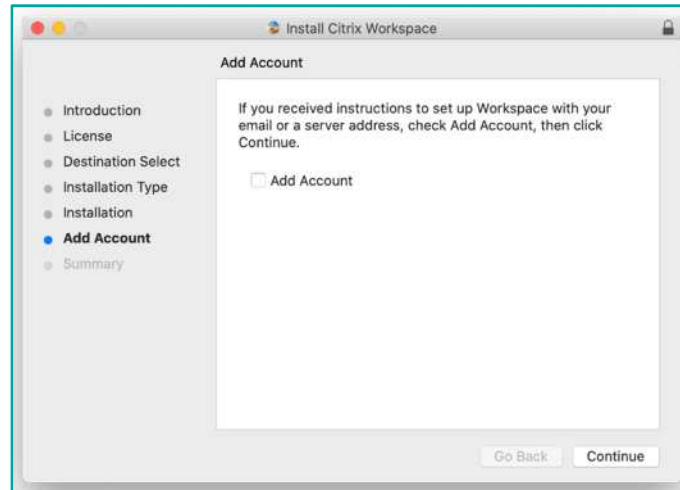 Install Citrix Workspace
Add Account
Introduction
License
Destination Select
Installation Type
Installation
Add Account
Summary
If you received instructions to set up Workspace with your
email or a server address, check Add Account, then click
Continue.
Add Account
Go Back
Continue